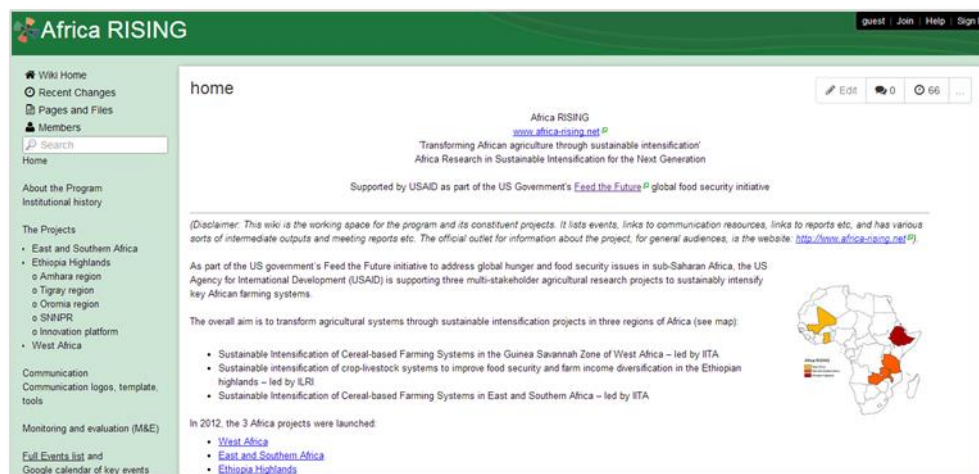 Africa RISING
guest | Join | Help | Sign
Wiki Home
Recent Changes
Pages and Files
Members
Search
Home
About the Program
Institutional history
The Projects
East and Southern Africa
Ethiopia Highlands
o Amhara region
o Tigray region
o Oromia region
o SNNPR
o Innovation platform
West Africa
Communication
Communication logos, template,
tools
Monitoring and evaluation (M&E)
Full Events list and
Google calendar of key events
home
Edit
0
66
...
Africa RISING
www.africa-rising.net
'Transforming African agriculture through sustainable intensification'
Africa Research in Sustainable Intensification for the Next Generation
Supported by USAID as part of the US Government's Feed the Future global food security initiative
(Disclaimer: This wiki is the working space for the program and its constituent projects. It lists events, links to communication resources, links to reports etc, and has various
sorts of intermediate outputs and meeting reports etc. The official outlet for information about the project, for general audiences, is the website: http://www.africa-rising.net).
As part of the US government's Feed the Future initiative to address global hunger and food security issues in sub-Saharan Africa, the US
Agency for International Development (USAID) is supporting three multi-stakeholder agricultural research projects to sustainably intensify
key African farming systems.
The overall aim is to transform agricultural systems through sustainable intensification projects in three regions of Africa (see map):
Sustainable Intensification of Cereal-based Farming Systems in the Guinea Savannah Zone of West Africa – led by IITA
Sustainable intensification of crop-livestock systems to improve food security and farm income diversification in the Ethiopian
highlands – led by ILRI
Sustainable Intensification of Cereal-based Farming Systems in East and Southern Africa – led by IITA
Africa RISING
In 2012, the 3 Africa projects were launched:
West Africa
East and Southern Africa
Ethiopia Highlands